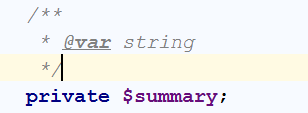 /**
 * @var string
 */
private $summary;